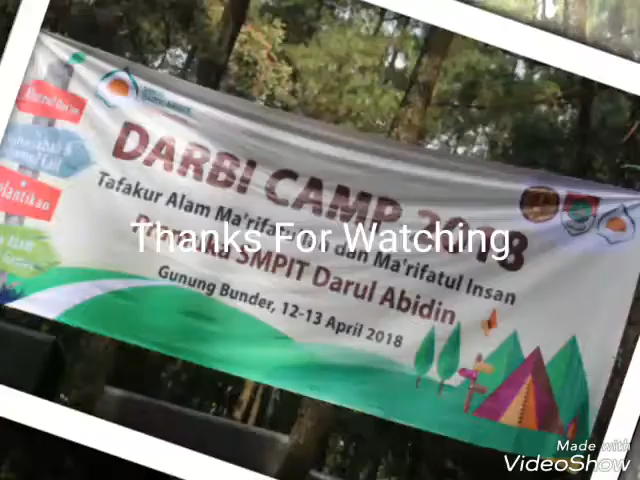 DARBI CAMP 2018
Tafakur Alam Ma'rifatullah dan Ma'rifatul Insan
SMPIT Darul Abidin
Gunung Bunder, 12-13 April 2018
Thanks For Watching
Made with
VideoShow